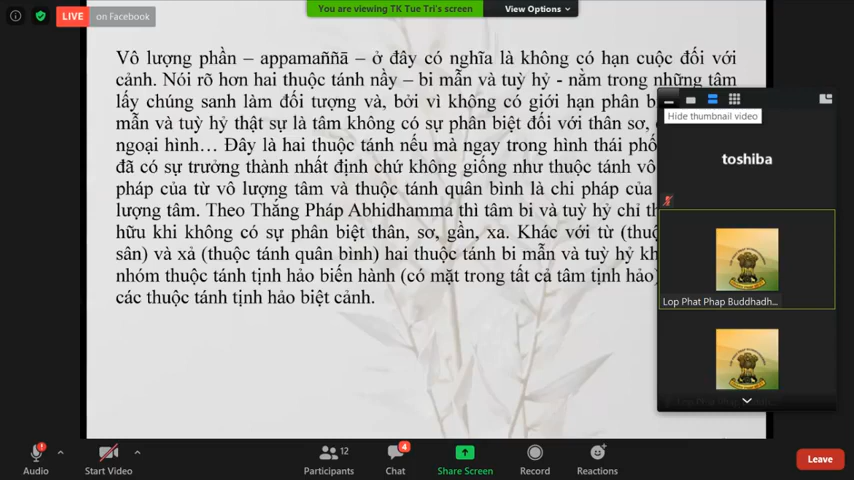 LIVE on Facebook
You are viewing TK Tue Tri's screen
View Options
Vô lượng phần – appamaññā – ở đây có nghĩa là không có hạn cuộc đối với
cảnh. Nói rõ hơn hai thuộc tánh nầy – bi mẫn và tuỳ hỷ - nằm trong những tâm
lấy chúng sanh làm đối tượng và, bởi vì không có giới hạn phân
mẫn và tuỳ hỷ thật sự là tâm không có sự phân biệt đối với thân sơ,
ngoại hình… Đây là hai thuộc tánh nếu mà ngay trong hình thái
đã có sự trưởng thành nhất định chứ không giống như thuộc tánh vô
pháp của từ vô lượng tâm và thuộc tánh quân bình là chi pháp của
lượng tâm. Theo Thắng Pháp Abhidhamma thì tâm bi và tuỳ hỷ chỉ
hữu khi không có sự phân biệt thân, sơ, gần, xa. Khác với từ
sân) và xả (thuộc tánh quân bình) hai thuộc tánh bi mẫn và tuỳ hỷ
nhóm thuộc tánh tịnh hảo biến hành (có mặt trong tất cả tâm tịnh hảo)
các thuộc tánh tịnh hảo biệt cảnh.
Hide thumbnail video
toshiba
Lop Phat Phap Buddhadh...
Audio
Start Video
Participants 12
Chat 4
Share Screen
Record
Reactions
Leave